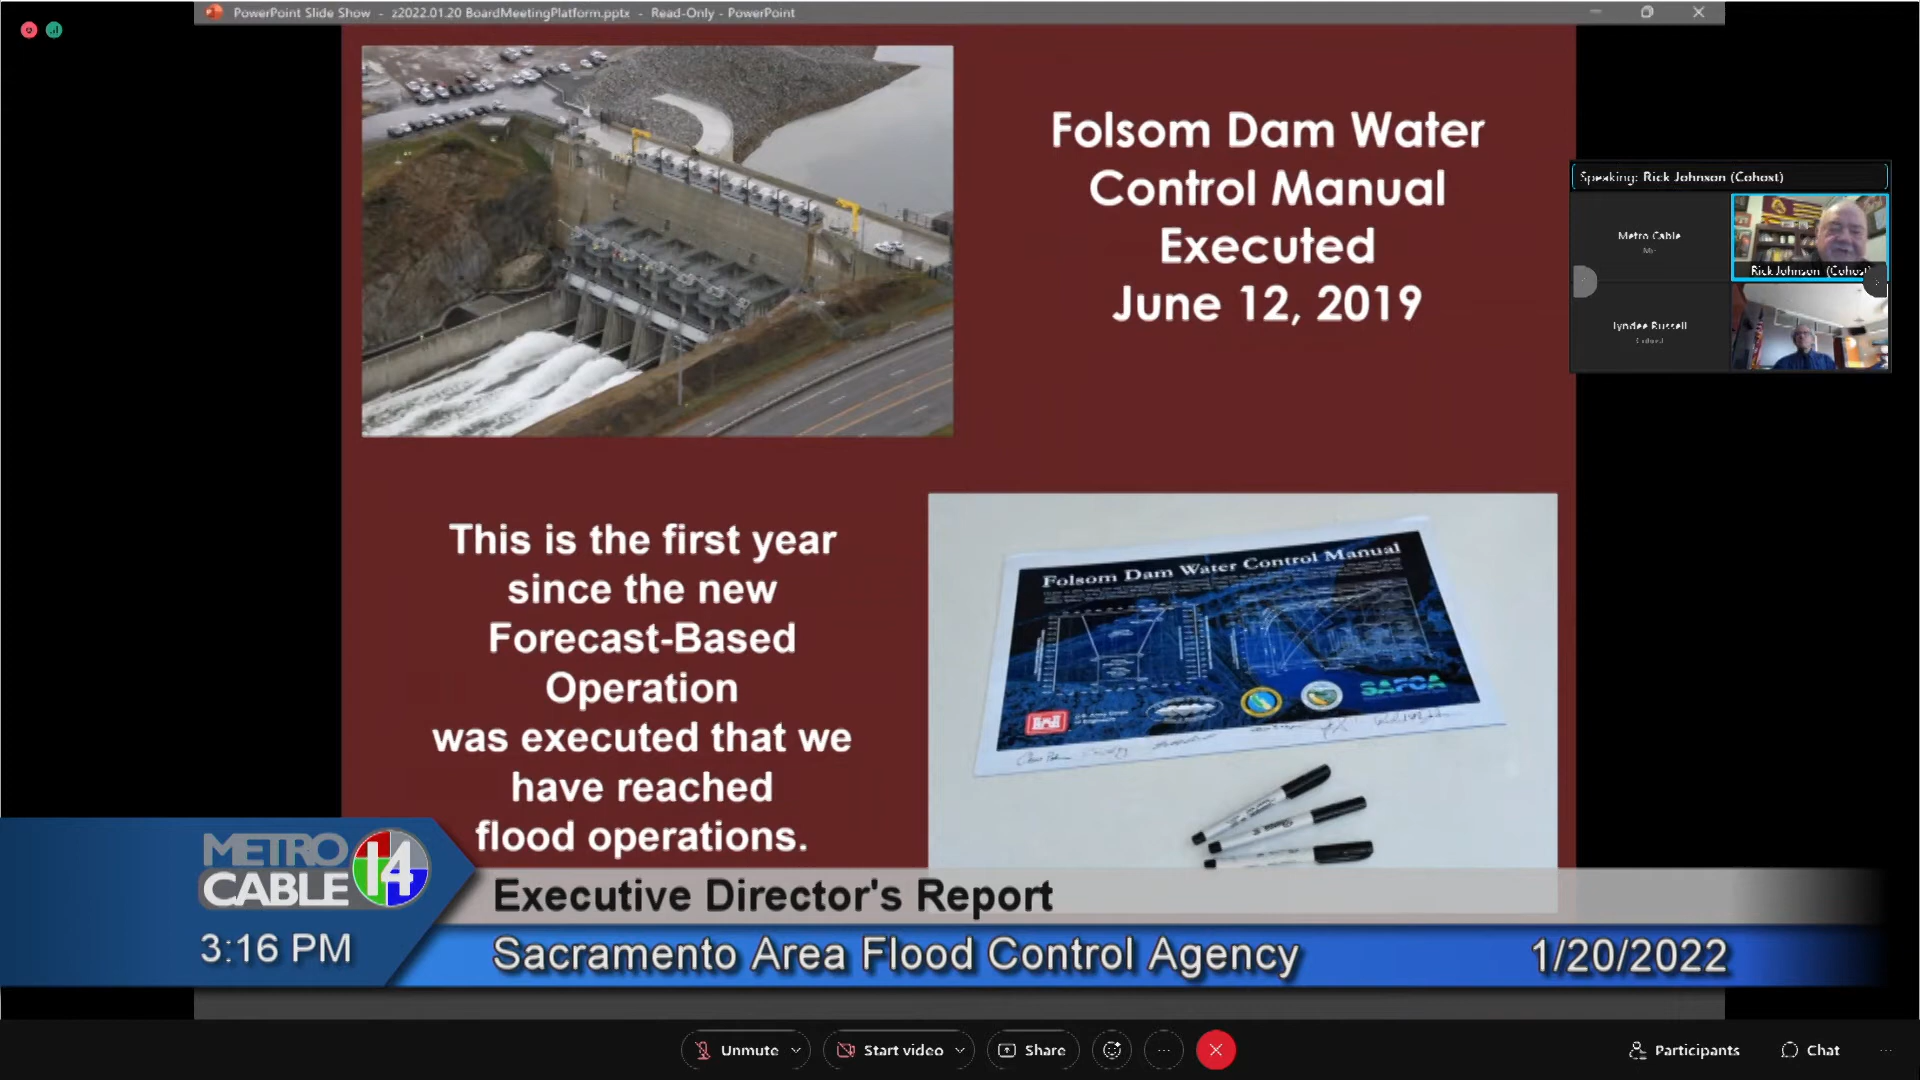 PowerPoint Slide Show - z2022.01.20 BoardMeetingPlatform.pptx - Read-Only - PowerPoint
Folsom Dam Water
Control Manual
Executed
June 12, 2019
Speaking: Rick Johnson (Cohost)
Metro Cable
Rick Johnson (Cohost)
Lyndee Russell
This is the first year
since the new
Forecast-Based
Operation
was executed that we
have reached
flood operations.
Folsom Dam Water Control Manual
SAFCA
METRO
CABLE 14
Executive Director's Report
3:16 PM
Sacramento Area Flood Control Agency
1/20/2022
Unmute
Start video
Share
Participants
Chat